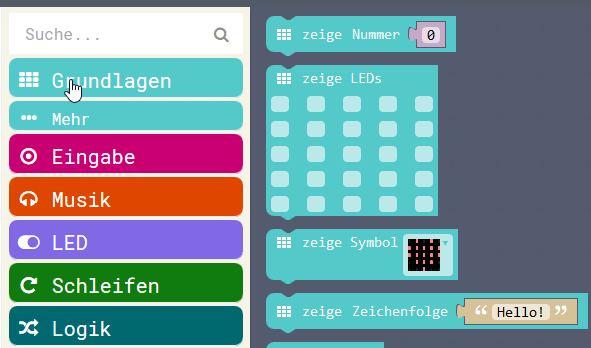 Suche...
Grundlagen
Mehr
Eingabe
Musik
LED
Schleifen
Logik
zeige Nummer 0
zeige LEDs
zeige Symbol
zeige Zeichenfolge “ Hello! ”